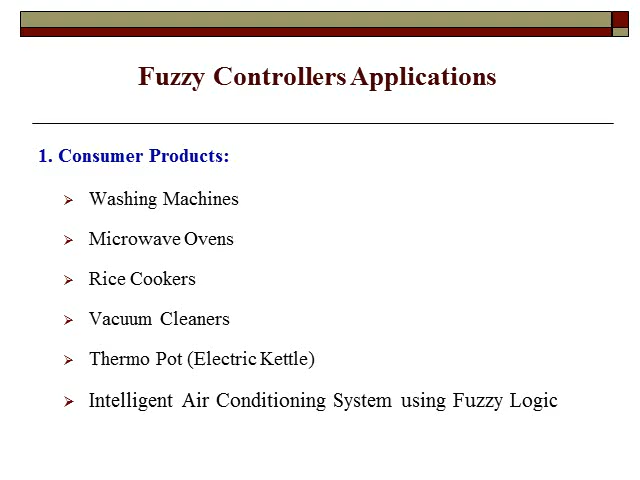 Fuzzy Controllers Applications
1. Consumer Products:
Washing Machines
Microwave Ovens
Rice Cookers
Vacuum Cleaners
Thermo Pot (Electric Kettle)
Intelligent Air Conditioning System using Fuzzy Logic